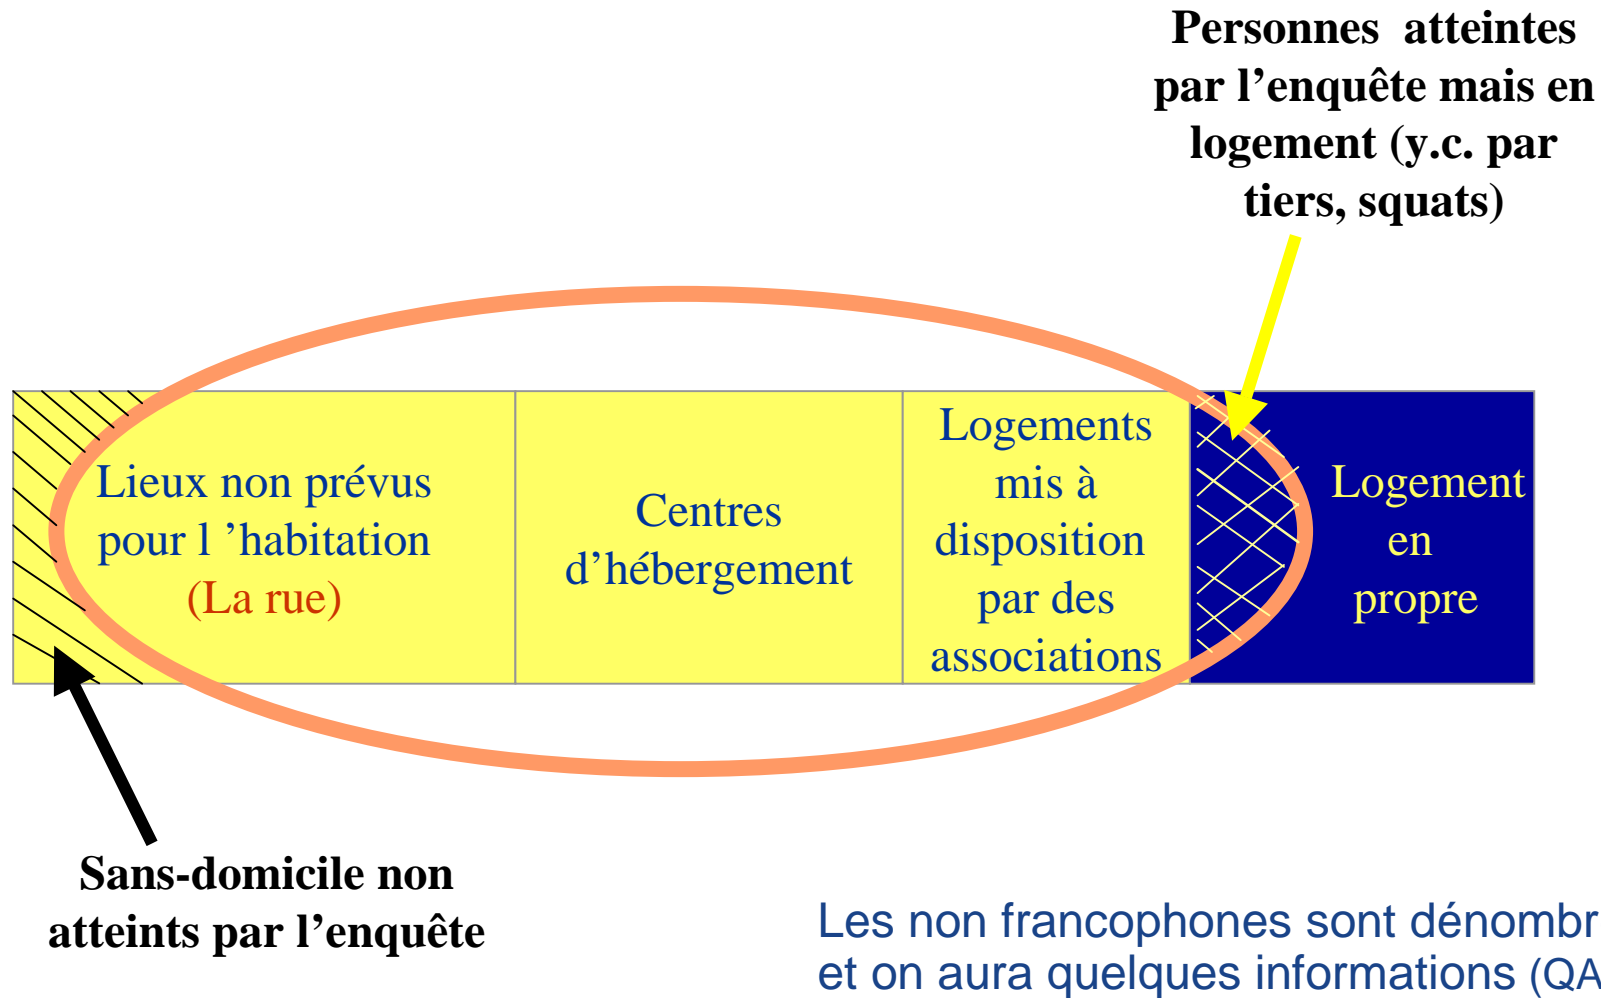 Personnes atteintes
par l’enquête mais en
logement (y.c. par
tiers, squats)
Lieux non prévus
pour l ’habitation
(La rue)
Centres
d’hébergement
Logements
mis à
disposition
par des
associations
Logement
en
propre
Sans-domicile non
atteints par l’enquête
Les non francophones sont dénombr
et on aura quelques informations (QA